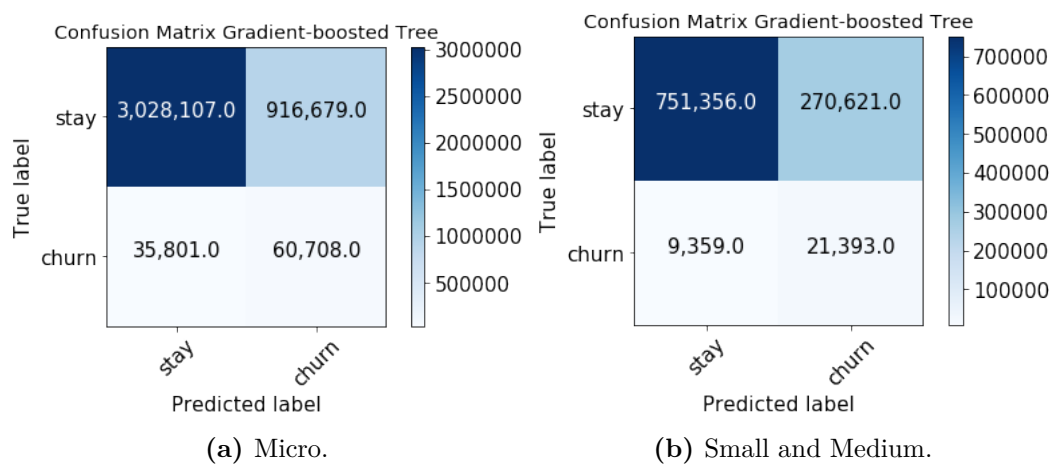 Confusion Matrix Gradient-boosted Tree
stay
churn
True label
3,028,107.0
916,679.0
35,801.0
60,708.0
stay
churn
Predicted label
3000000
2500000
2000000
1500000
1000000
500000
(a) Micro.
Confusion Matrix Gradient-boosted Tree
stay
churn
True label
751,356.0
270,621.0
9,359.0
21,393.0
stay
churn
Predicted label
700000
600000
500000
400000
300000
200000
100000
(b) Small and Medium.